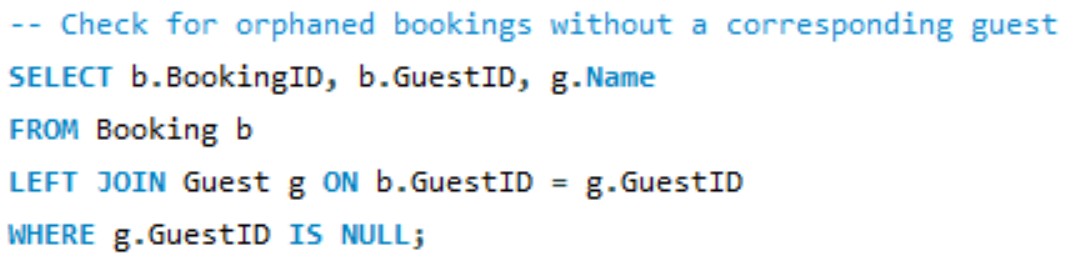 -- Check for orphaned bookings without a corresponding guest
SELECT b.BookingID, b.GuestID, g.Name
FROM Booking b
LEFT JOIN Guest g ON b.GuestID = g.GuestID
WHERE g.GuestID IS NULL;